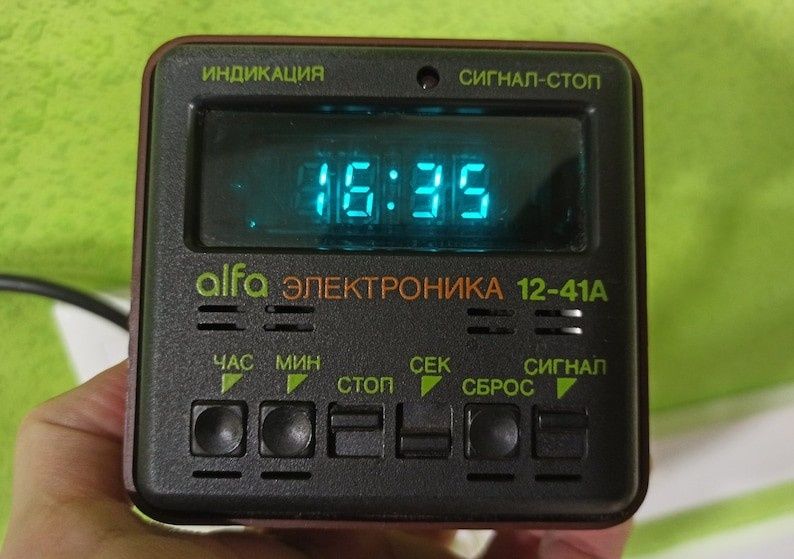 ИНДИКАЦИЯ СИГНАЛ-СТОП
16:35
alfa ЭЛЕКТРОНИКА 12-41А
ЧАС МИН СТОП СЕК СБРОС СИГНАЛ